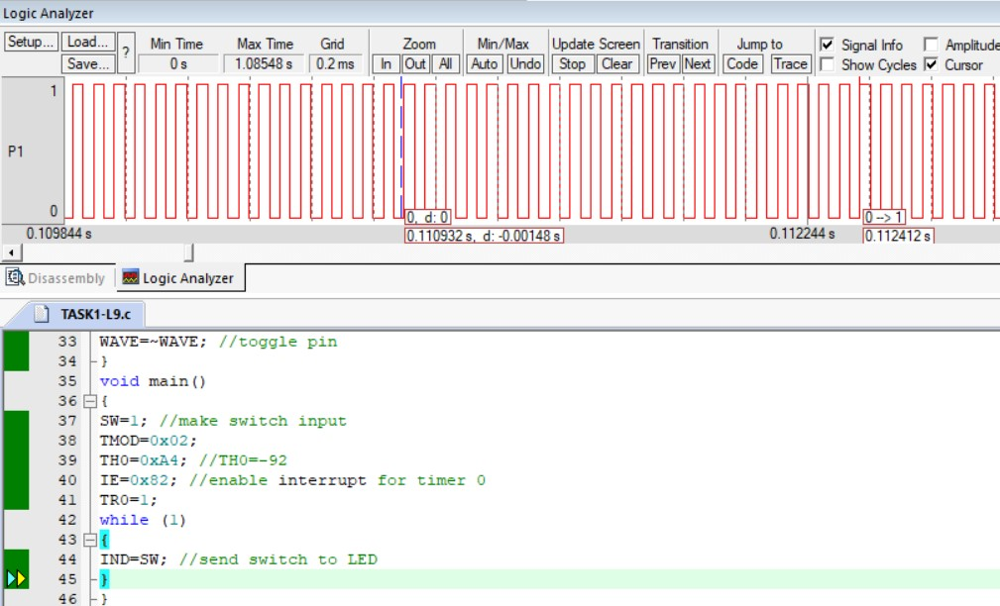 Logic Analyzer
Setup... Load... ? Min Time Max Time Grid Zoom Min/Max Update Screen Transition Jump to Signal Info Amplitude
Save... 0 s 1.08548 s 0.2 ms In Out All Auto Undo Stop Clear Prev Next Code Trace Show Cycles Cursor
1
P1
0
0, d: 0 0 --> 1
0.109844 s 0.110932 s, d: -0.00148 s 0.112244 s 0.112412 s
Disassembly Logic Analyzer
TASK1-L9.c
33 WAVE=~WAVE; //toggle pin
34 }
35 void main()
36 {
37 SW=1; //make switch input
38 TMOD=0x02;
39 TH0=0xA4; //TH0=-92
40 IE=0x82; //enable interrupt for timer 0
41 TR0=1;
42 while (1)
43 {
44 IND=SW; //send switch to LED
45 }
46 }